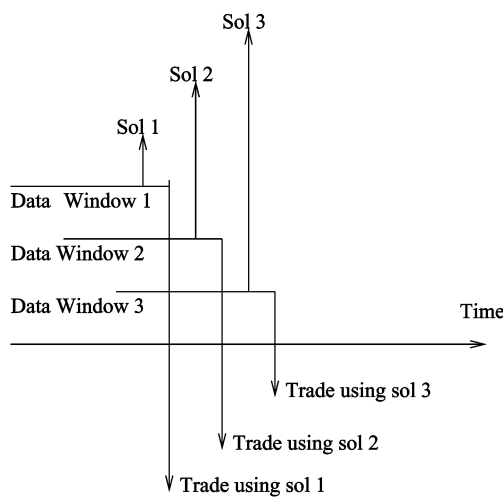 Sol 3
Sol 2
Sol 1
Data Window 1
Data Window 2
Data Window 3
Time
Trade using sol 3
Trade using sol 2
Trade using sol 1